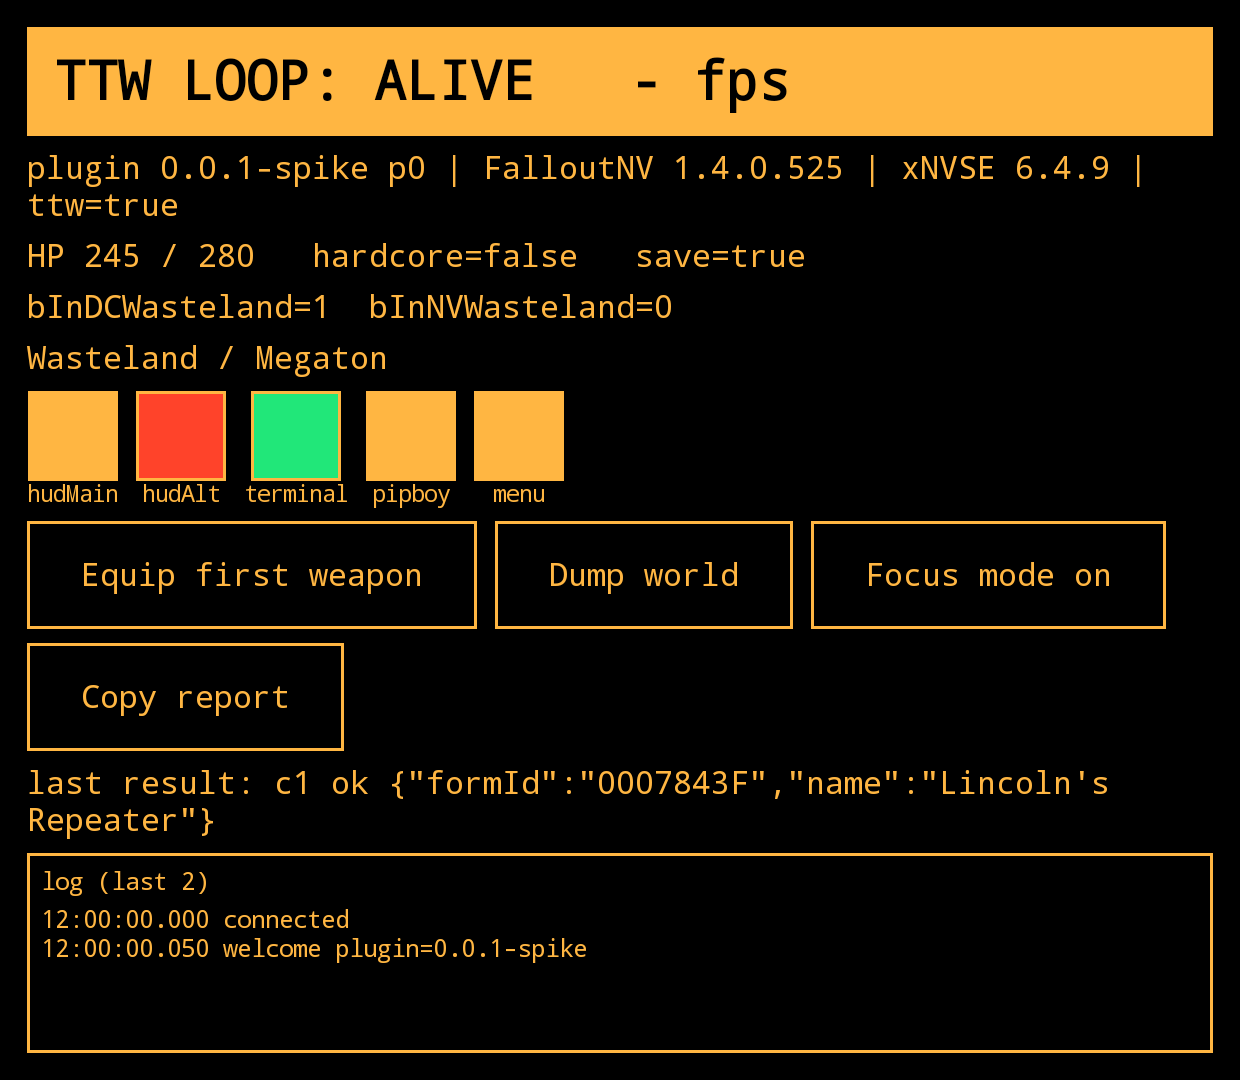 TTW LOOP: ALIVE   - fps
plugin 0.0.1-spike p0 | FalloutNV 1.4.0.525 | xNVSE 6.4.9 |
ttw=true
HP 245 / 280   hardcore=false   save=true
bInDCWasteland=1  bInNVWasteland=0
Wasteland / Megaton
hudMain hudAlt terminal pipboy menu
Equip first weapon Dump world Focus mode on
Copy report
last result: c1 ok {"formId":"0007843F","name":"Lincoln's
Repeater"}
log (last 2)
12:00:00.000 connected
12:00:00.050 welcome plugin=0.0.1-spike